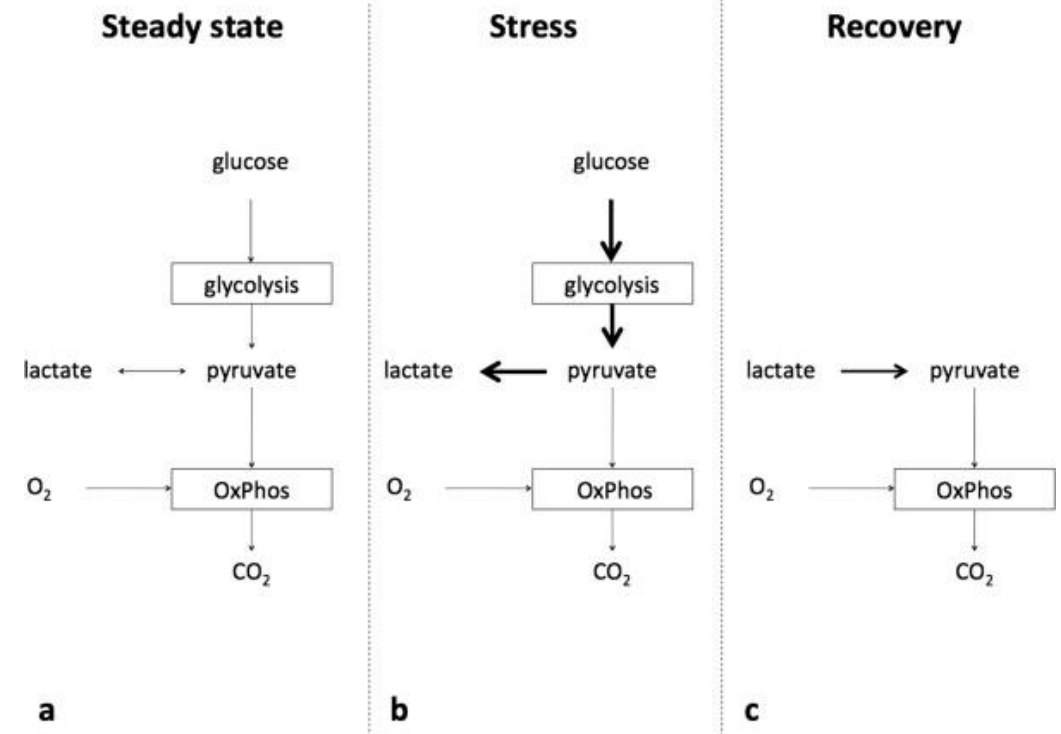 Steady state
glucose
glycolysis
lactate pyruvate
O₂ OxPhos
CO₂
a
Stress
glucose
glycolysis
lactate pyruvate
O₂ OxPhos
CO₂
b
Recovery
lactate pyruvate
O₂ OxPhos
CO₂
c